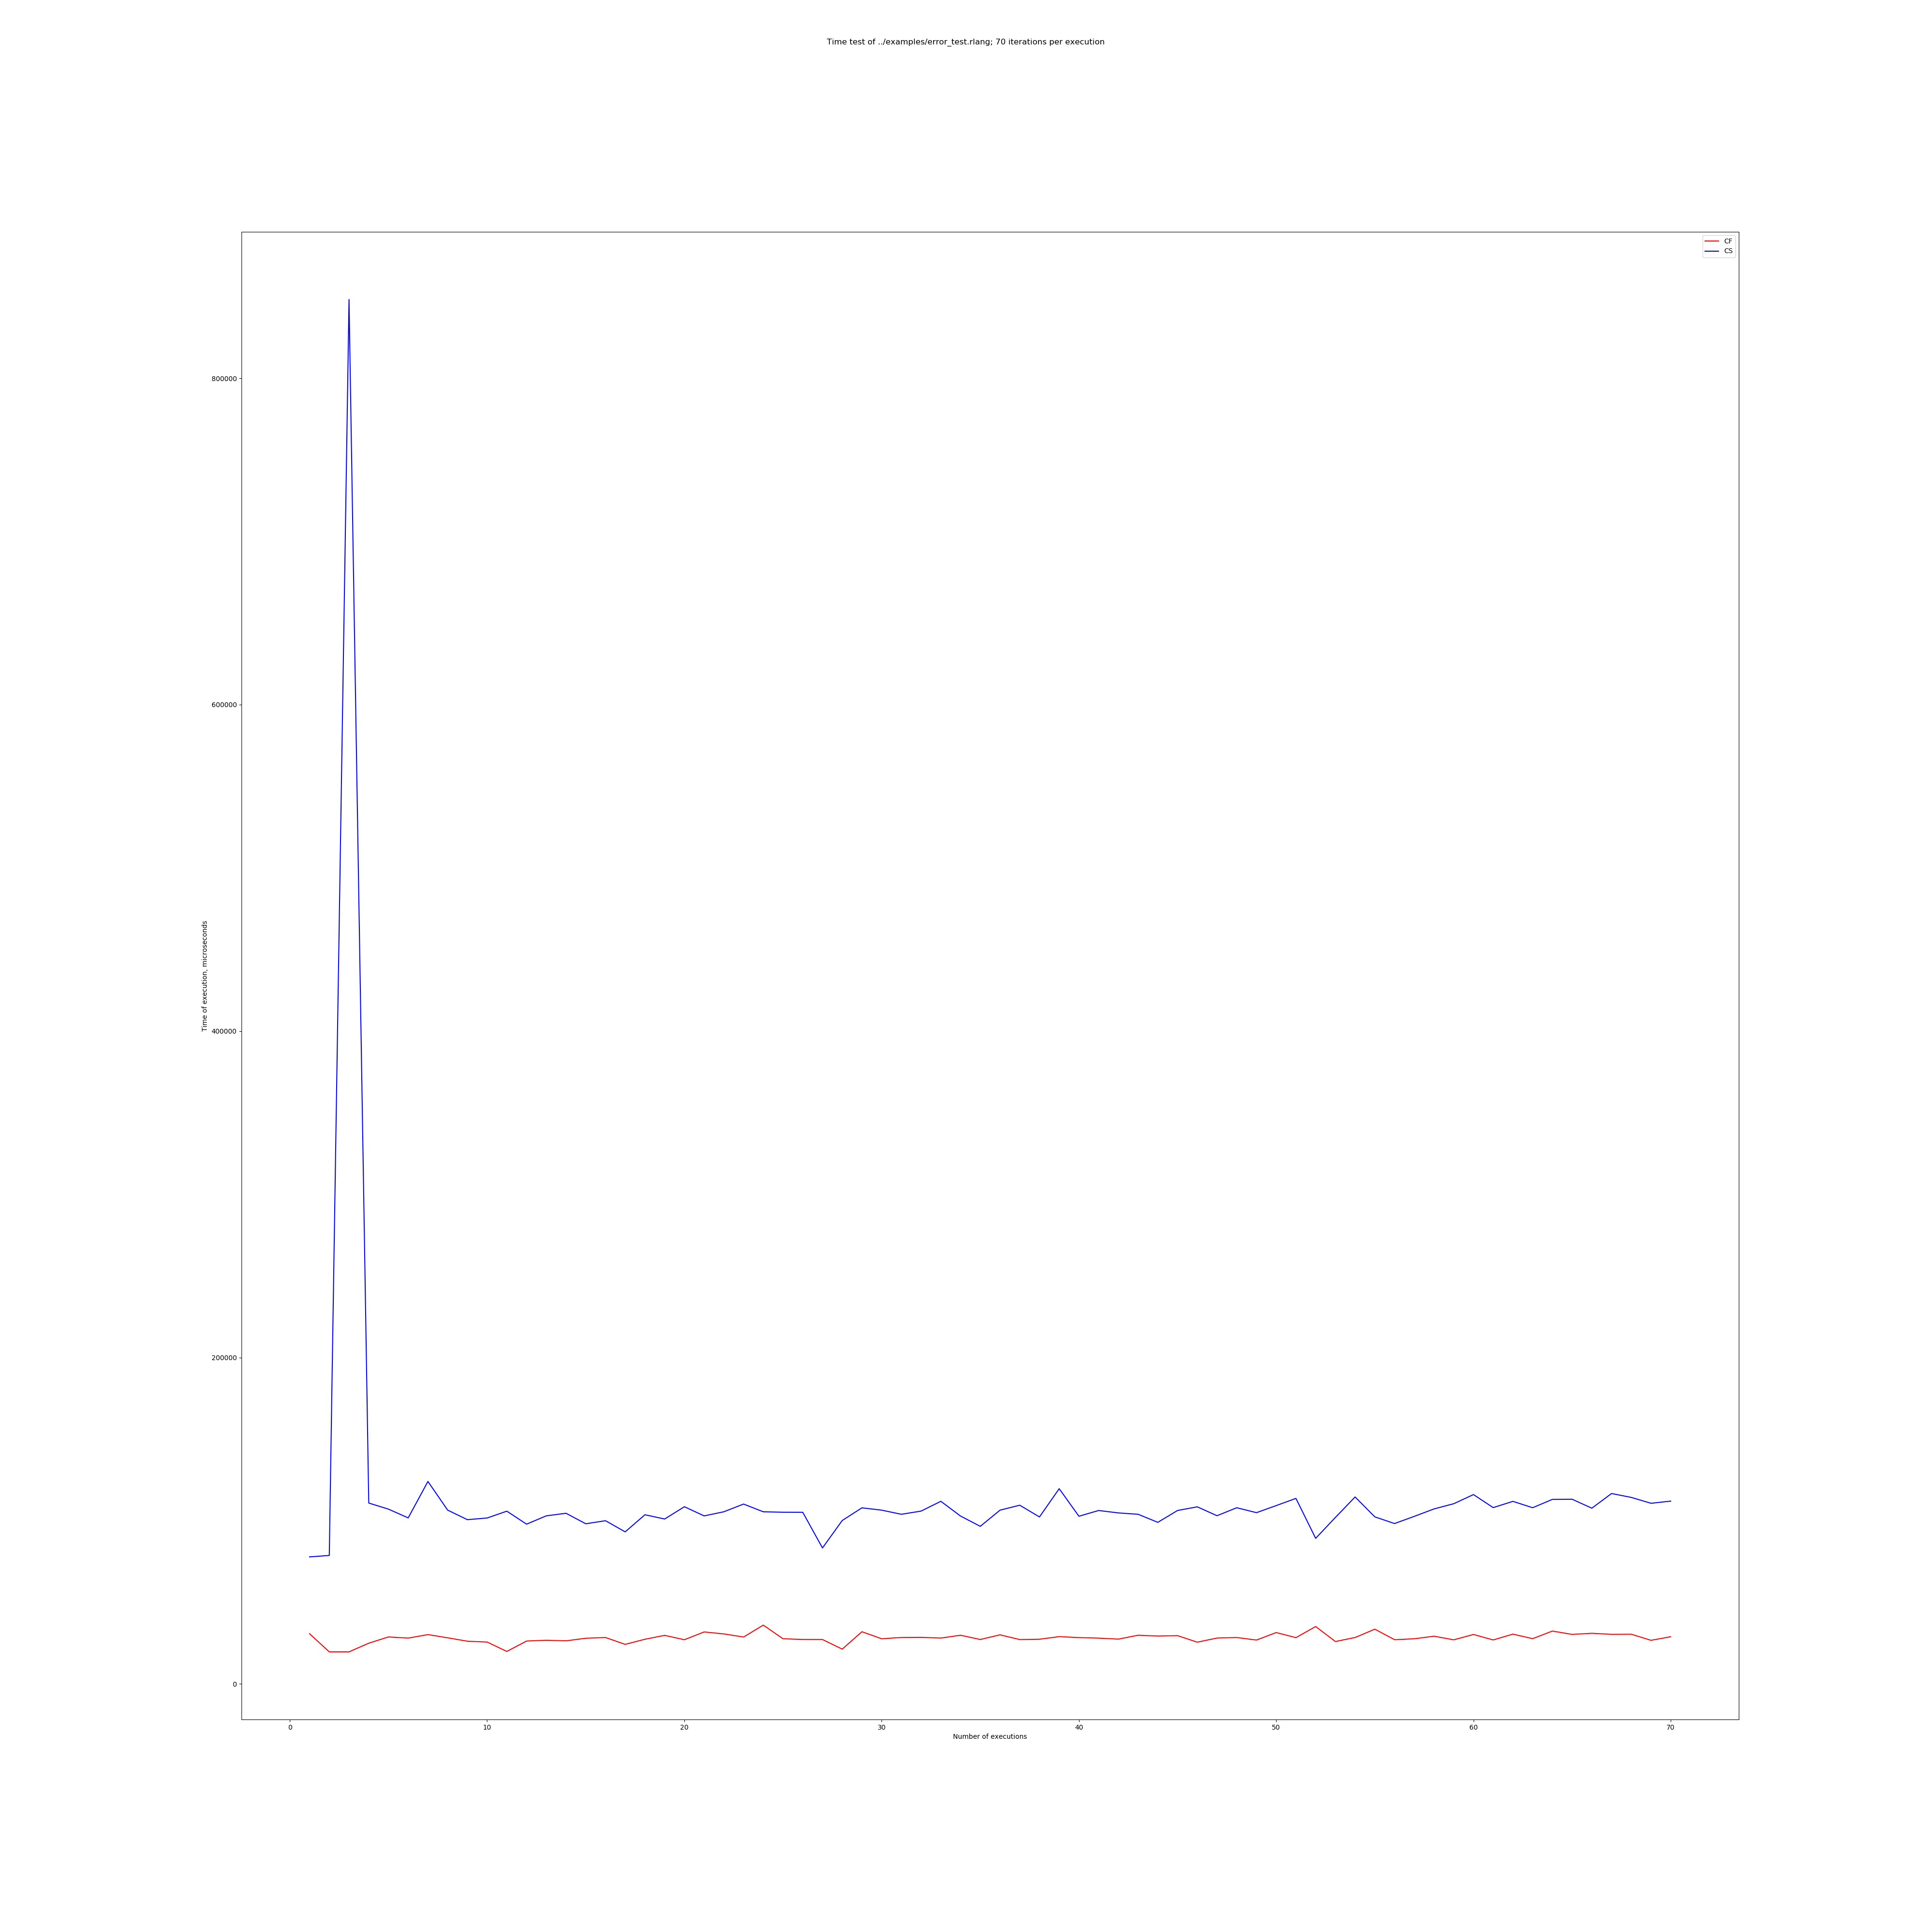 Time test of ../examples/error_test.rlang; 70 iterations per execution
CF
CS
800000
600000
400000
200000
0
Time of execution, microseconds
0 10 20 30 40 50 60 70
Number of executions